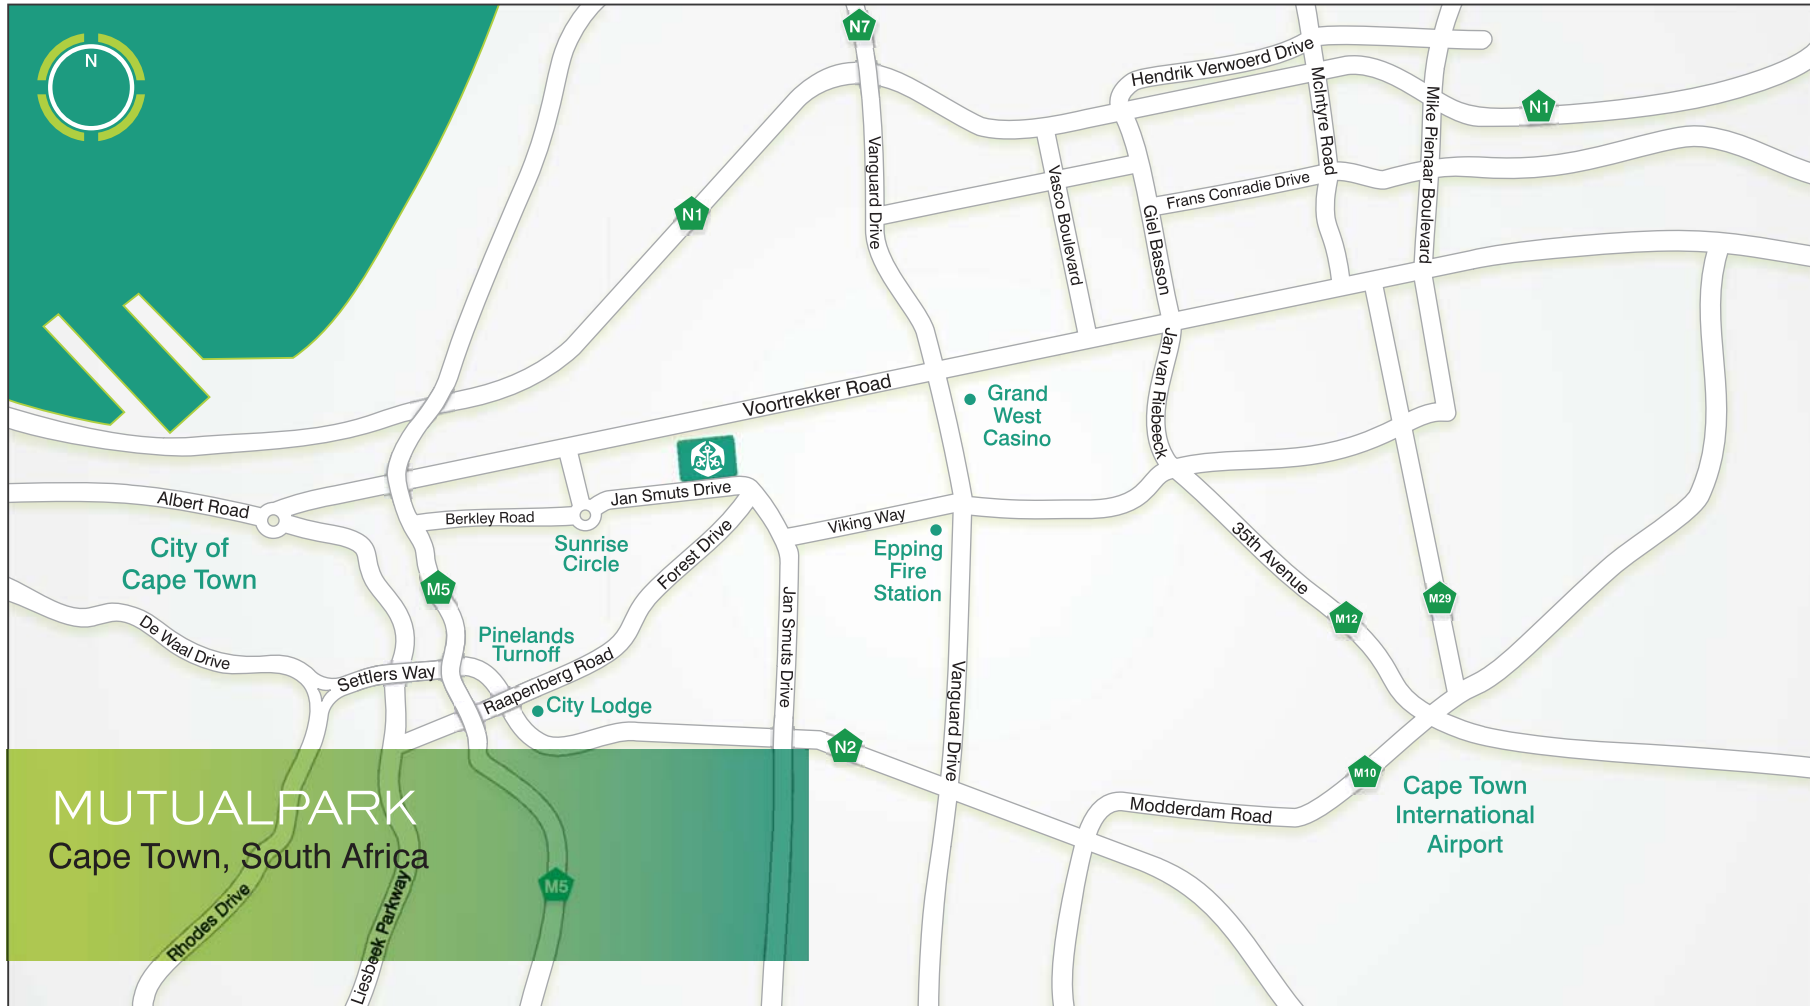 N
N7
Hendrik Verwoerd Drive
McIntyre Road
Mike Pienaar Boulevard
N1
Vanguard Drive
Vasco Boulevard
Giel Basson
Frans Conradie Drive
N1
Jan van Riebeeck
Voortrekker Road
Grand
West
Casino
Albert Road
Jan Smuts Drive
Berkley Road
Viking Way
City of
Cape Town
Sunrise
Circle
Forest Drive
Epping
Fire
Station
35th Avenue
M5
M12
M29
De Waal Drive
Pinelands
Turnoff
Jan Smuts Drive
Settlers Way
Raapenberg Road
City Lodge
Vanguard Drive
N2
M10
Modderdam Road
Cape Town
International
Airport
MUTUALPARK
Cape Town, South Africa
M5
Rhodes Drive
Liesbeek Parkway